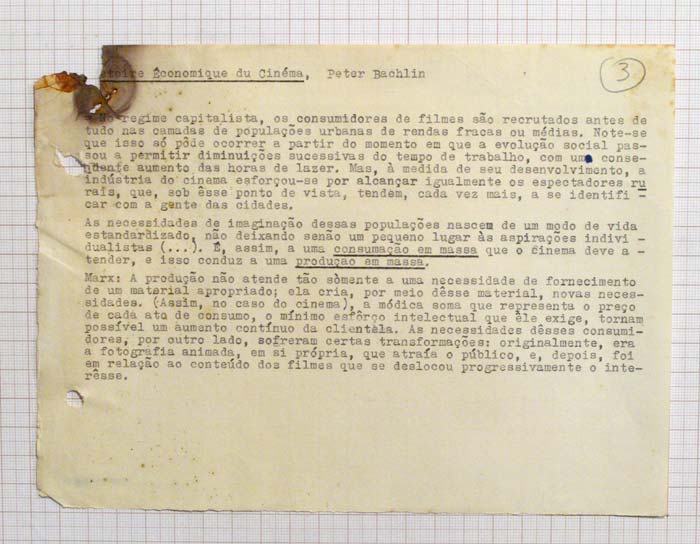 stoire Économique du Cinéma, Peter Bachlin
3
No regime capitalista, os consumidores de filmes são recrutados antes de
tudo nas camadas de populações urbanas de rendas fracas ou médias. Note-se
que isso só pôde ocorrer a partir do momento em que a evolução social pas-
sou a permitir diminuições sucessivas do tempo de trabalho, com uma conse-
quente aumento das horas de lazer. Mas, à medida de seu desenvolvimento, a
indústria do cinema esforçou-se por alcançar igualmente os espectadores ru
rais, que, sob êsse ponto de vista, tendem, cada vez mais, a se identifi -
car com a gente das cidades.
As necessidades de imaginação dessas populações nascem de um modo de vida
estandardizado, não deixando senão um pequeno lugar às aspirações indivi-
dualistas (...). É, assim, a uma consumação em massa que o cinema deve a -
tender, e isso conduz a uma produção em massa.
Marx: A produção não atende tão sòmente a uma necessidade de fornecimento
de um material apropriado; ela cria, por meio dêsse material, novas neces-
sidades. (Assim, no caso do cinema), a módica soma que representa o preço
de cada ato de consumo, o mínimo esfôrço intelectual que êle exige, tornam
possível um aumento contínuo da clientela. As necessidades dêsses consumi-
dores, por outro lado, sofreram certas transformações: originalmente, era
a fotografia animada, em si própria, que atraía o público, e, depois, foi
em relação ao conteúdo dos filmes que se deslocou progressivamente o inte-
rêsse.